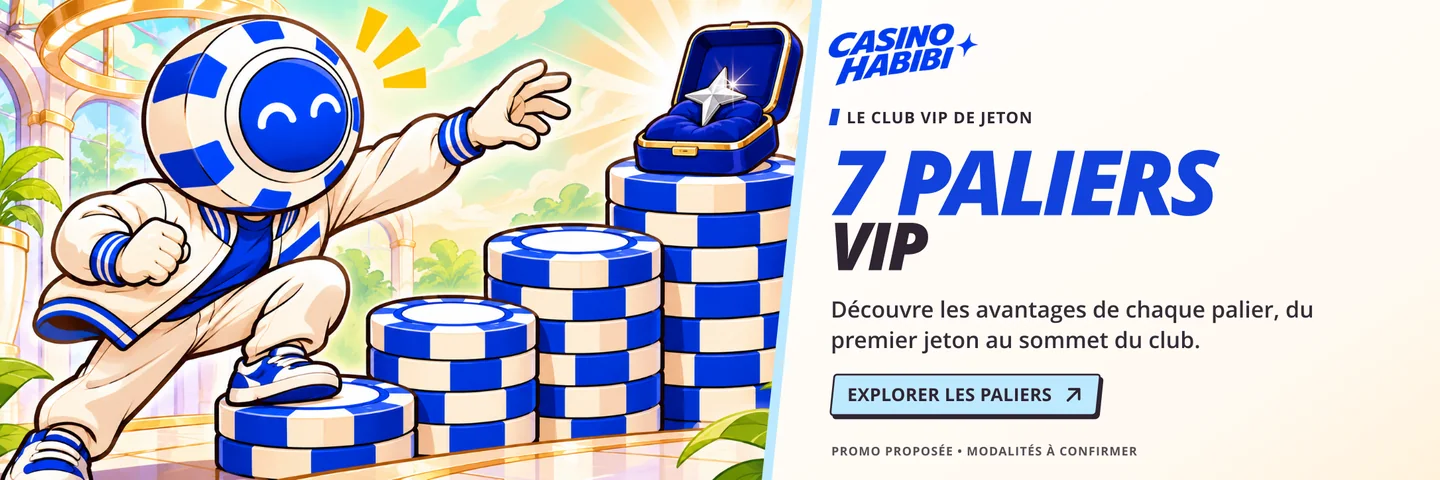 CASINO
HABIBI
LE CLUB VIP DE JETON
7 PALIERS
VIP
Découvre les avantages de chaque palier, du
premier jeton au sommet du club.
EXPLORER LES PALIERS
PROMO PROPOSÉE • MODALITÉS À CONFIRMER